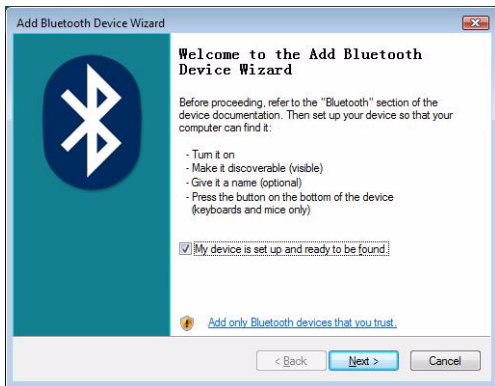 Add Bluetooth Device Wizard
Welcome to the Add Bluetooth
Device Wizard
Before proceeding, refer to the "Bluetooth" section of the
device documentation. Then set up your device so that your
computer can find it:
- Turn it on
- Make it discoverable (visible)
- Give it a name (optional)
- Press the button on the bottom of the device
(keyboards and mice only)
My device is set up and ready to be found.
Add only Bluetooth devices that you trust.
< Back Next > Cancel